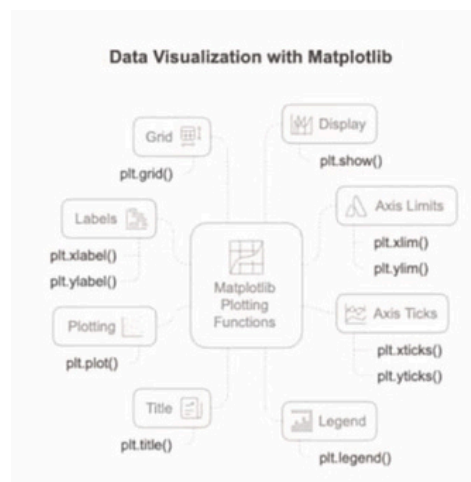 Data Visualization with Matplotlib
Grid
plt.grid()
Display
plt.show()
Labels
plt.xlabel()
plt.ylabel()
Axis Limits
plt.xlim()
plt.ylim()
Matplotlib
Plotting
Functions
Plotting
plt.plot()
Axis Ticks
plt.xticks()
plt.yticks()
Title
plt.title()
Legend
plt.legend()